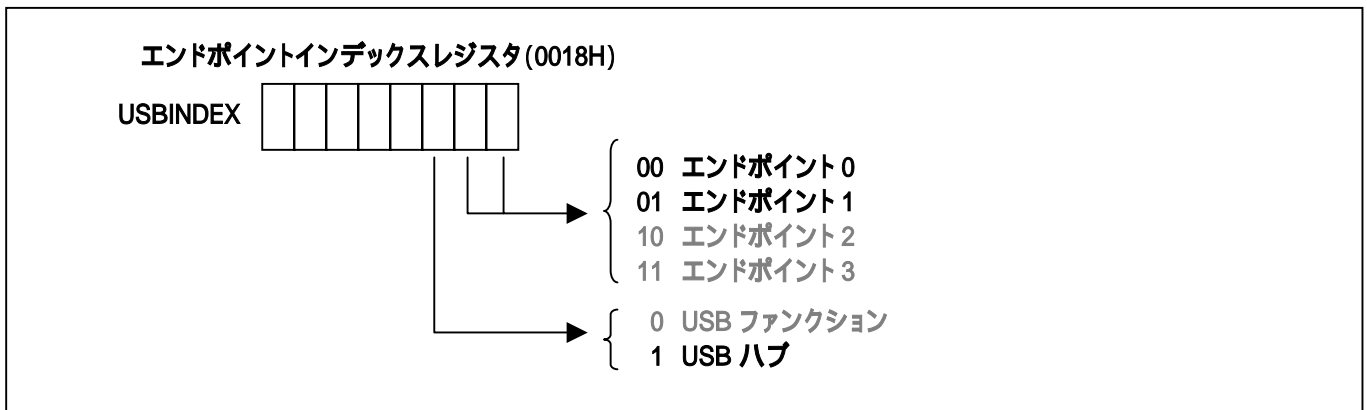 エンドポイントインデックスレジスタ(0018H)
USBINDEX
00 エンドポイント 0
01 エンドポイント 1
10 エンドポイント 2
11 エンドポイント 3
0 USB ファンクション
1 USB ハブ